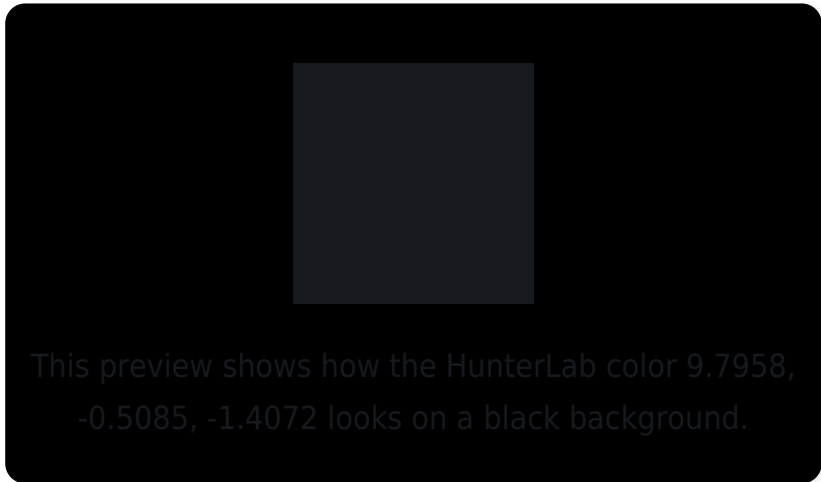 This preview shows how the HunterLab color 9.7958,
-0.5085, -1.4072 looks on a black background.